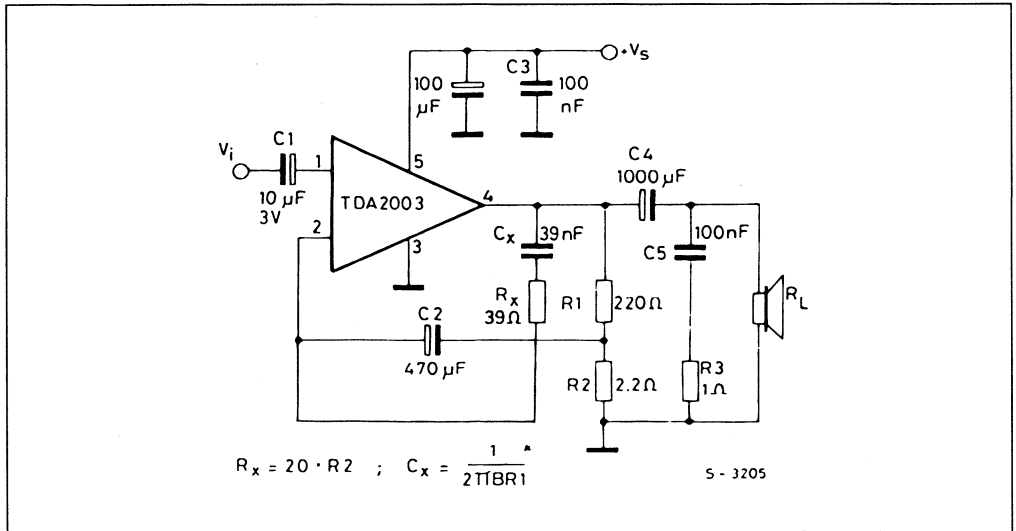 +VS
C3
100 µF
100 nF
C1
Vi
1
5
C4
1000 µF
10 µF
3V
TDA2003
4
2
3
CX
39nF
100nF
C5
RX
39Ω
R1
220Ω
RL
C2
470 µF
R2
2.2Ω
R3
1Ω
RX = 20 · R2 ; CX = 1 / 2πBR1 *
S - 3205